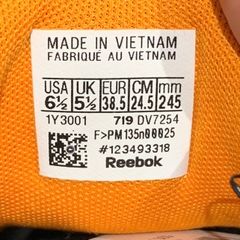 MADE IN VIETNAM
FABRIQUÉ AU VIETNAM
USA UK EUR CM mm
6½ 5½ 38.5 24.5 245
1Y3001 719 DV7254
F>PM135n00025
#123493318
Reebok